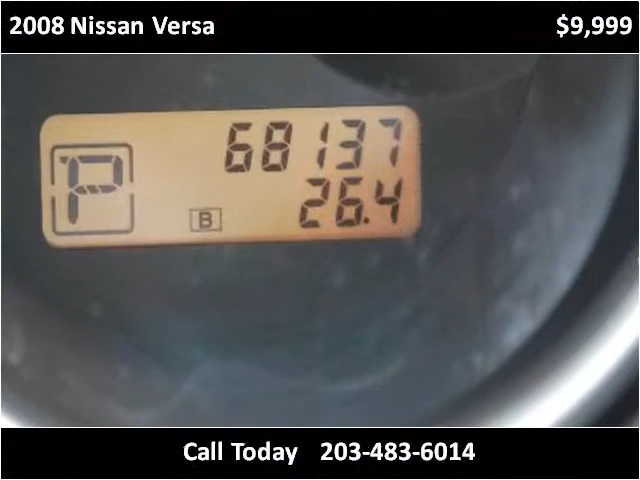 2008 Nissan Versa $9,999
68137
P
B 26.4
Call Today 203-483-6014